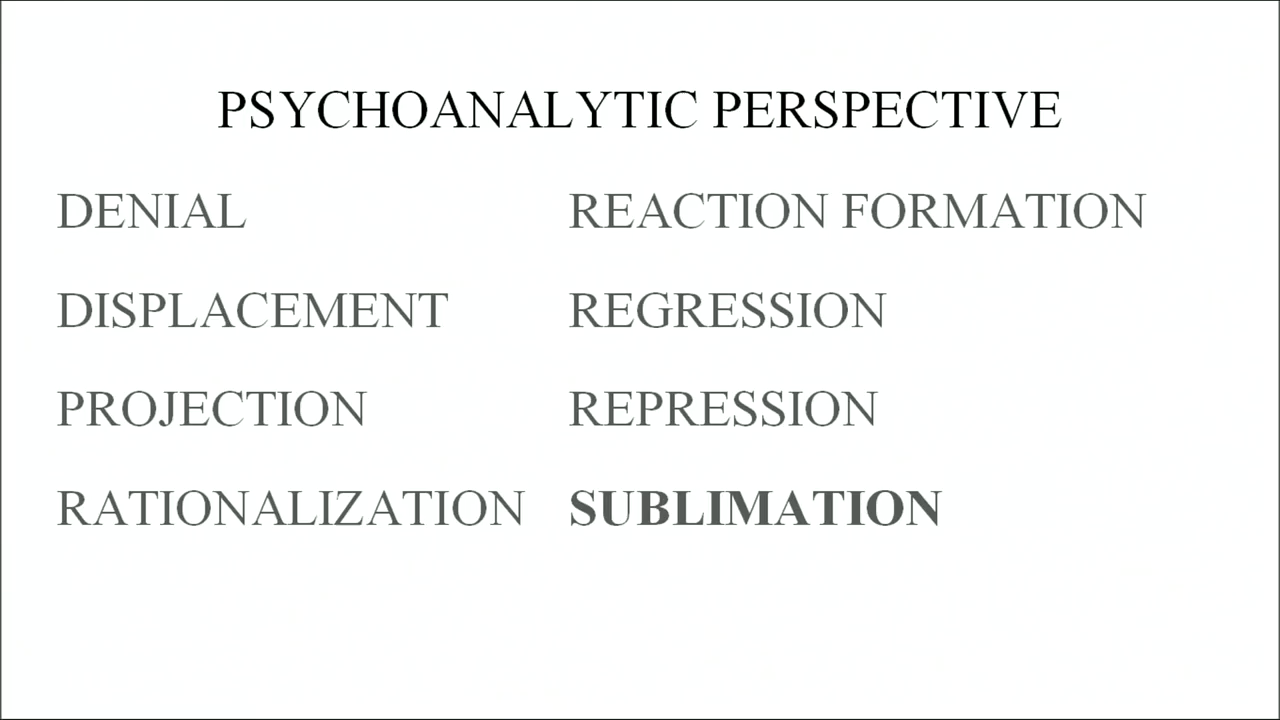 PSYCHOANALYTIC PERSPECTIVE
DENIAL
DISPLACEMENT
PROJECTION
RATIONALIZATION
REACTION FORMATION
REGRESSION
REPRESSION
SUBLIMATION